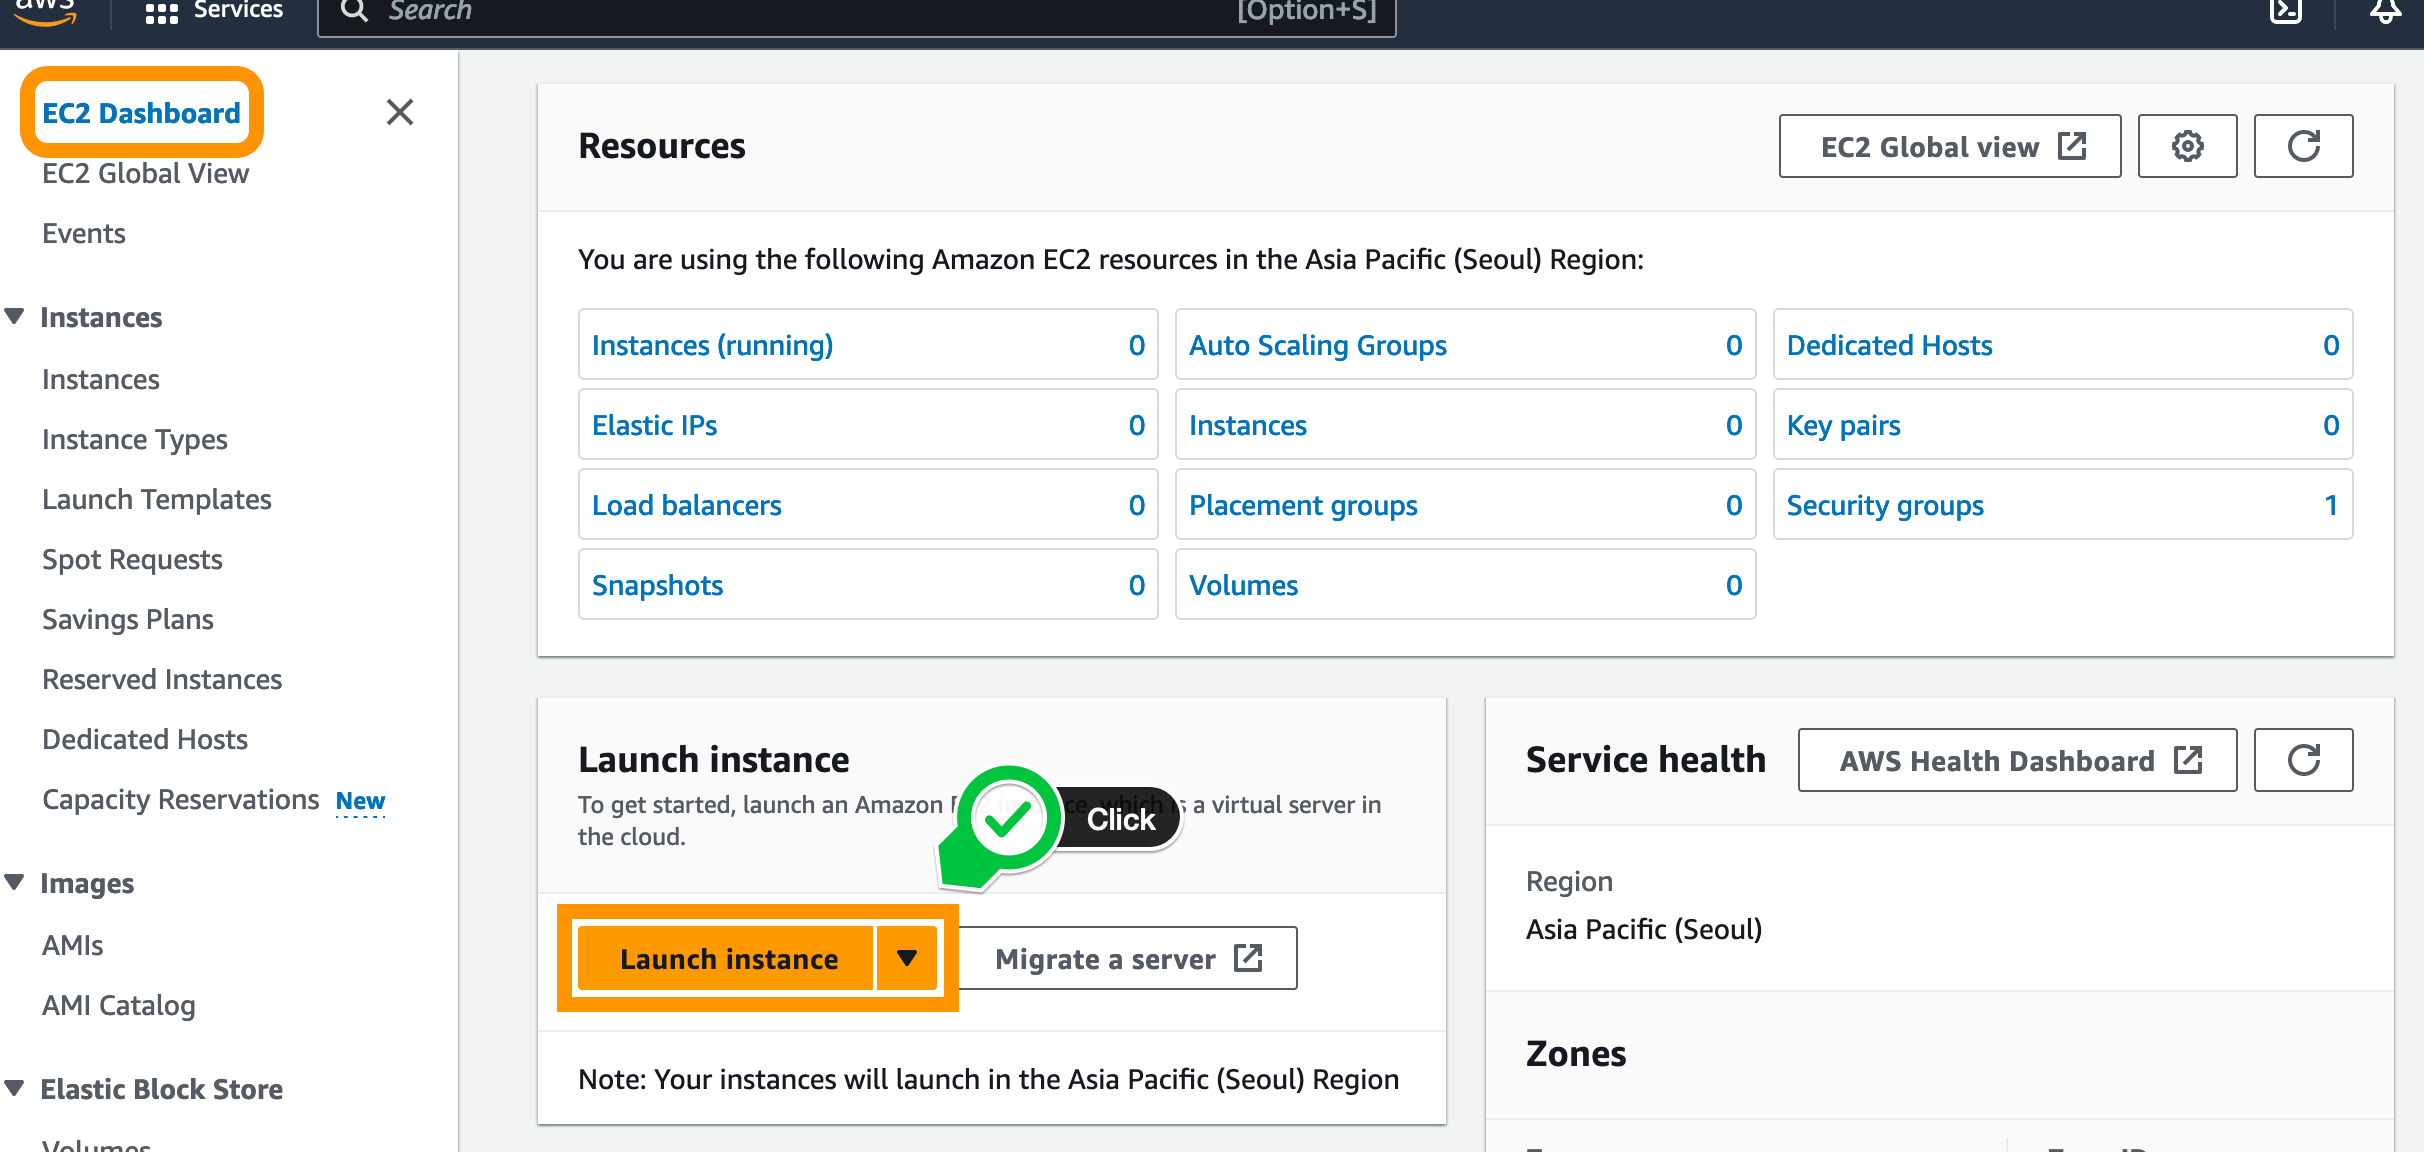 aws
Services
Search
[Option+S]
EC2 Dashboard
EC2 Global View
Events
Instances
Instances
Instance Types
Launch Templates
Spot Requests
Savings Plans
Reserved Instances
Dedicated Hosts
Capacity Reservations New
Images
AMIs
AMI Catalog
Elastic Block Store
Volumes
Resources
EC2 Global view
You are using the following Amazon EC2 resources in the Asia Pacific (Seoul) Region:
Instances (running) 0
Auto Scaling Groups 0
Dedicated Hosts 0
Elastic IPs 0
Instances 0
Key pairs 0
Load balancers 0
Placement groups 0
Security groups 1
Snapshots 0
Volumes 0
Launch instance
To get started, launch an Amazon EC2 instance, which is a virtual server in
the cloud.
Click
Launch instance
Migrate a server
Note: Your instances will launch in the Asia Pacific (Seoul) Region
Service health
AWS Health Dashboard
Region
Asia Pacific (Seoul)
Zones